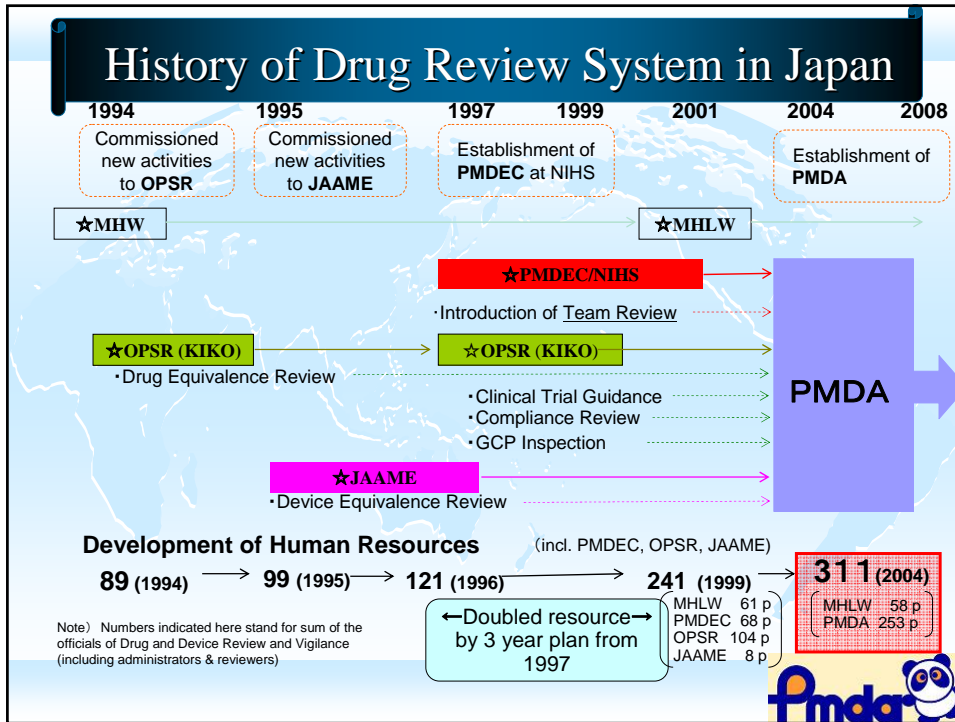 History of Drug Review System in Japan
1994 1995 1997 1999 2001 2004 2008
Commissioned
new activities
to OPSR
Commissioned
new activities
to JAAME
Establishment of
PMDEC at NIHS
Establishment of
PMDA
☆MHW
☆MHLW
☆PMDEC/NIHS
・Introduction of Team Review
☆OPSR (KIKO)
☆OPSR (KIKO)
・Drug Equivalence Review
・Clinical Trial Guidance
・Compliance Review
・GCP Inspection
PMDA
☆JAAME
・Device Equivalence Review
Development of Human Resources
(incl. PMDEC, OPSR, JAAME)
89 (1994) 99 (1995) 121 (1996) 241 (1999) 311(2004)
←Doubled resource→
by 3 year plan from
1997
MHLW 61 p
PMDEC 68 p
OPSR 104 p
JAAME 8 p
MHLW 58 p
PMDA 253 p
Note） Numbers indicated here stand for sum of the
officials of Drug and Device Review and Vigilance
(including administrators & reviewers)
Pmda